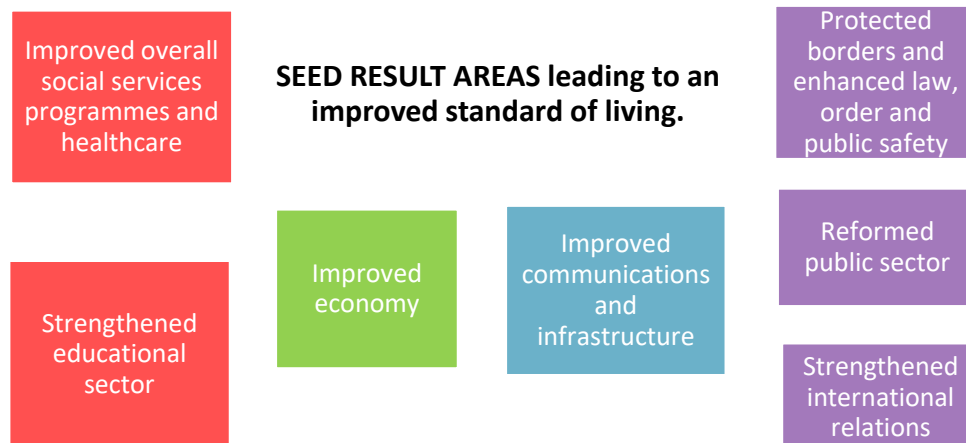 Improved overall
social services
programmes and
healthcare
SEED RESULT AREAS leading to an
improved standard of living.
Protected
borders and
enhanced law,
order and
public safety
Improved
economy
Improved
communications
and
infrastructure
Reformed
public sector
Strengthened
educational
sector
Strengthened
international
relations